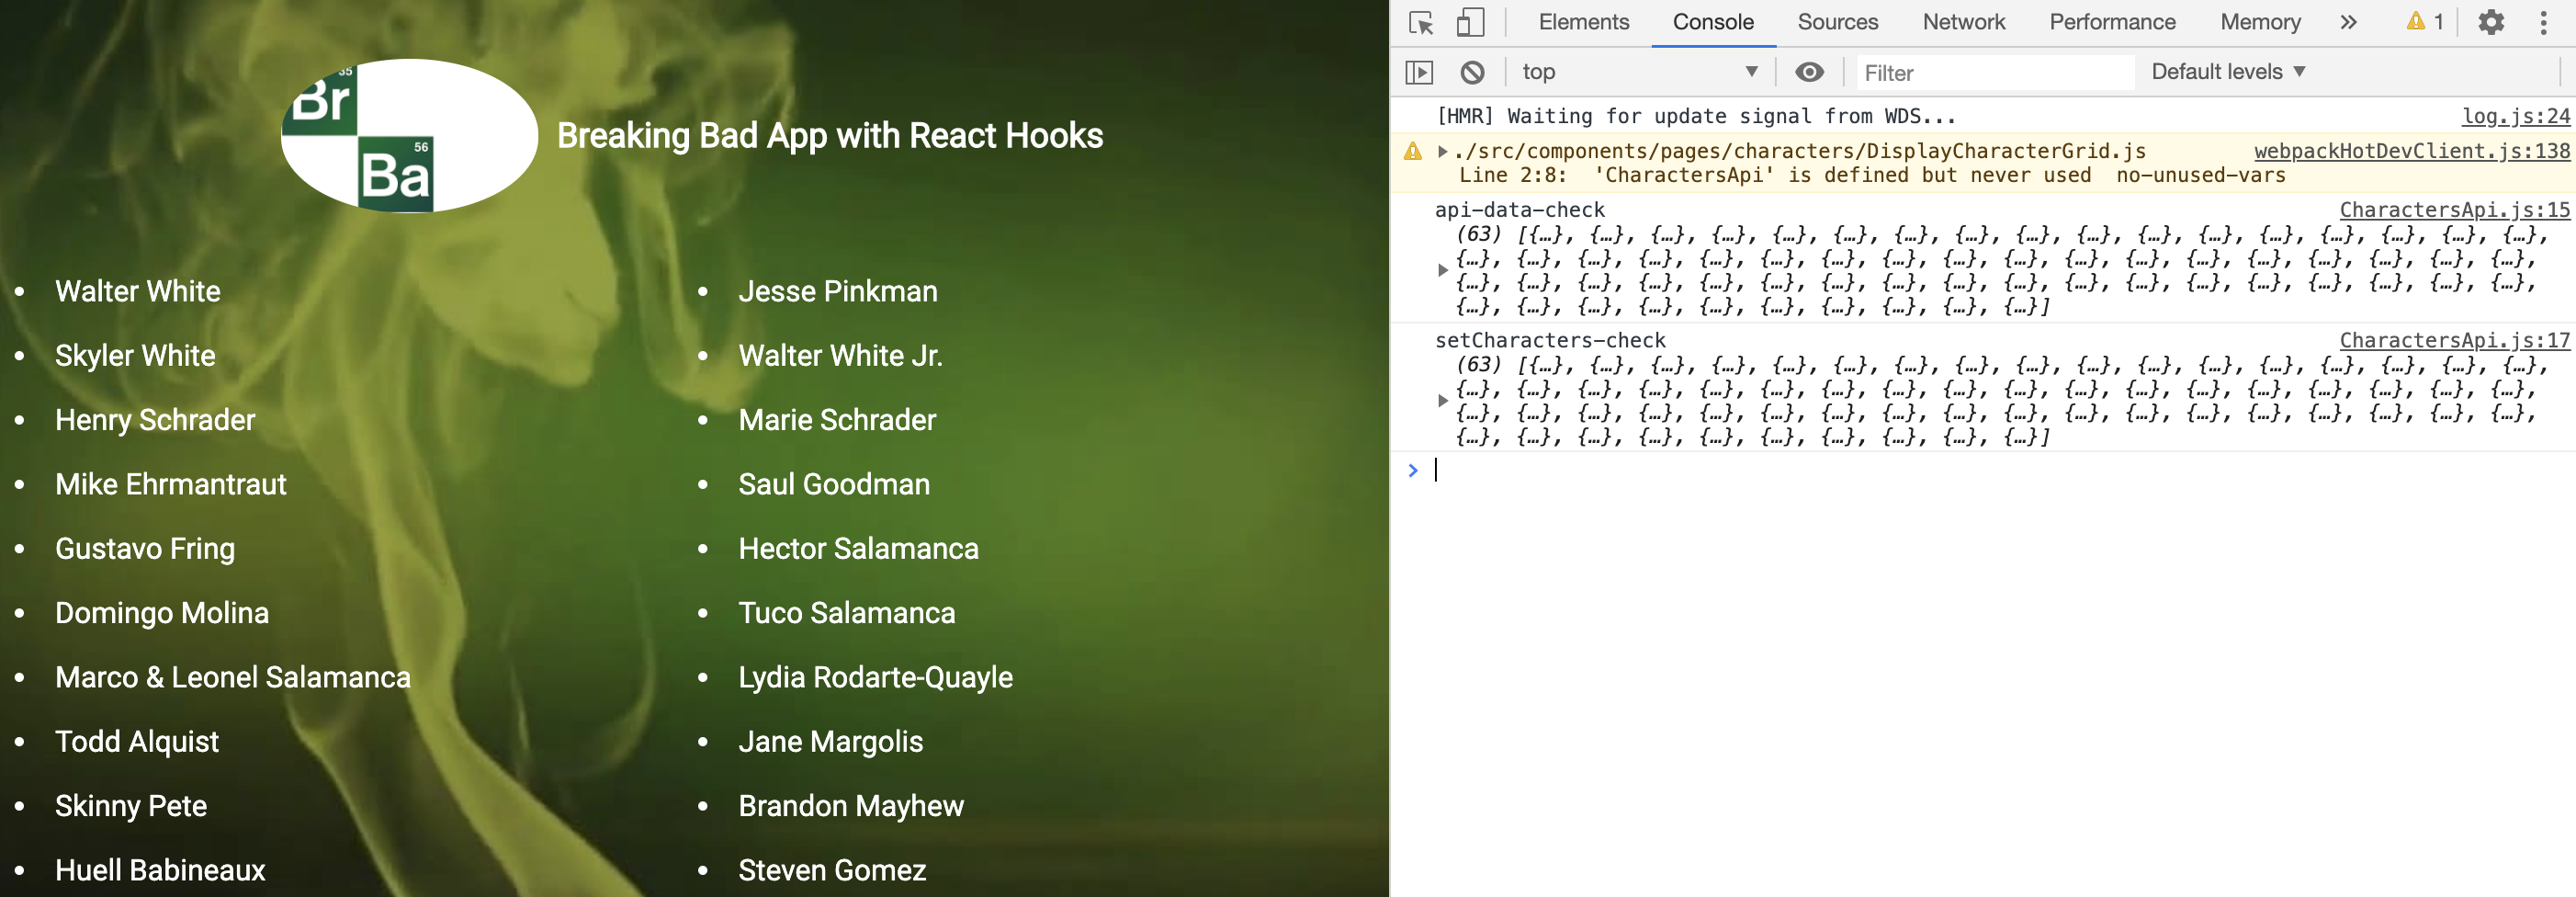 35
Br
56
Ba
Breaking Bad App with React Hooks
• Walter White
• Jesse Pinkman
• Skyler White
• Walter White Jr.
• Henry Schrader
• Marie Schrader
• Mike Ehrmantraut
• Saul Goodman
• Gustavo Fring
• Hector Salamanca
• Domingo Molina
• Tuco Salamanca
• Marco & Leonel Salamanca
• Lydia Rodarte-Quayle
• Todd Alquist
• Jane Margolis
• Skinny Pete
• Brandon Mayhew
• Huell Babineaux
• Steven Gomez
Elements Console Sources Network Performance Memory » 1
top Filter Default levels ▼
[HMR] Waiting for update signal from WDS... log.js:24
./src/components/pages/characters/DisplayCharacterGrid.js webpackHotDevClient.js:138
Line 2:8: 'CharactersApi' is defined but never used no-unused-vars
api-data-check CharactersApi.js:15
(63) [{…}, {…}, {…}, {…}, {…}, {…}, {…}, {…}, {…}, {…}, {…}, {…}, {…}, {…}, {…}, {…}, {…},
{…}, {…}, {…}, {…}, {…}, {…}, {…}, {…}, {…}, {…}, {…}, {…}, {…}, {…}, {…}, {…}, {…}, {…},
{…}, {…}, {…}, {…}, {…}, {…}, {…}, {…}, {…}, {…}, {…}, {…}, {…}, {…}, {…}, {…}, {…}, {…},
{…}, {…}, {…}, {…}, {…}, {…}, {…}, {…}, {…}, {…}]
setCharacters-check CharactersApi.js:17
(63) [{…}, {…}, {…}, {…}, {…}, {…}, {…}, {…}, {…}, {…}, {…}, {…}, {…}, {…}, {…}, {…}, {…},
{…}, {…}, {…}, {…}, {…}, {…}, {…}, {…}, {…}, {…}, {…}, {…}, {…}, {…}, {…}, {…}, {…}, {…},
{…}, {…}, {…}, {…}, {…}, {…}, {…}, {…}, {…}, {…}, {…}, {…}, {…}, {…}, {…}, {…}, {…}, {…},
{…}, {…}, {…}, {…}, {…}, {…}, {…}, {…}, {…}, {…}]
>